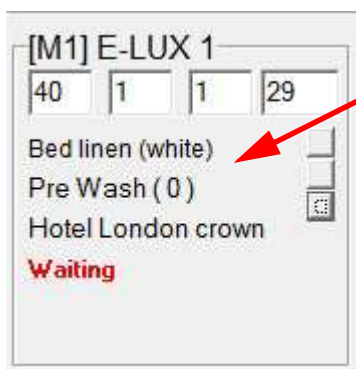 [M1] E-LUX 1
40 1 1 29
Bed linen (white)
Pre Wash ( 0 )
Hotel London crown
Waiting